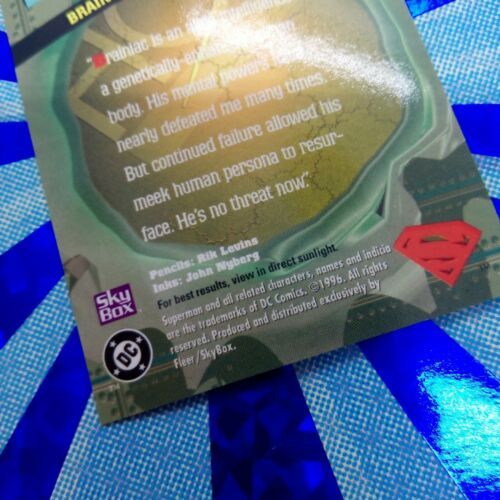 BRAIN
"Brainiac is an
a genetically-
body. His mental powers
nearly defeated me many times.
But continued failure allowed his
meek human persona to resur-
face. He's no threat now."
Pencils: Rik Levins
Inks: John Nyberg
For best results, view in direct sunlight.
Superman and all related characters, names and indicia
are the trademarks of DC Comics. ©1996. All rights
reserved. Produced and distributed exclusively by
Fleer/SkyBox.
Sky
BOX
DC
S